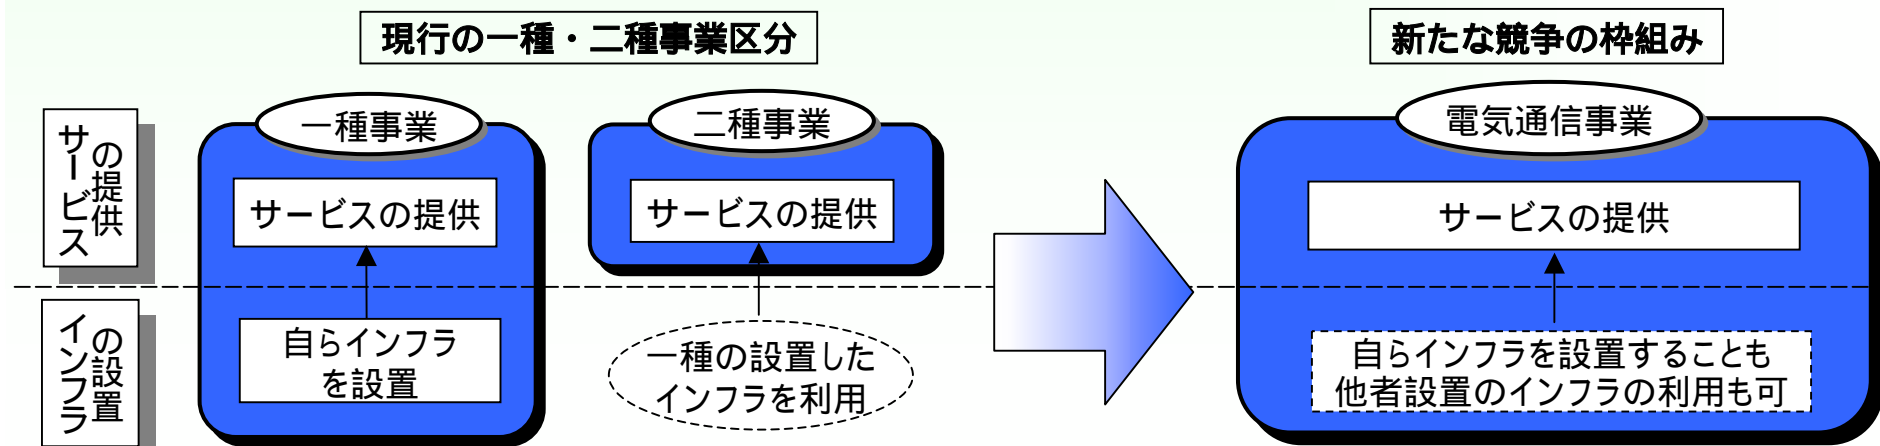 現行の一種・二種事業区分
新たな競争の枠組み
サービス
の提供
一種事業
サービスの提供
自らインフラ
を設置
二種事業
サービスの提供
一種の設置した
インフラを利用
電気通信事業
サービスの提供
自らインフラを設置することも
他者設置のインフラの利用も可
インフラ
の設置